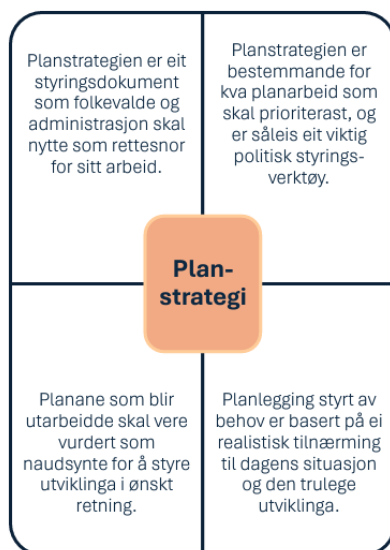 Planstrategien er eit
styringsdokument
som folkevalde og
administrasjon skal
nytte som rettesnor
for sitt arbeid.
Planstrategien er
bestemmande for
kva planarbeid som
skal prioriterast, og
er såleis eit viktig
politisk styrings-
verktøy.
Plan-
strategi
Planane som blir
utarbeidde skal vere
vurdert som
naudsynte for å styre
utviklinga i ønskt
retning.
Planlegging styrt av
behov er basert på ei
realistisk tilnærming
til dagens situasjon
og den trulege
utviklinga.